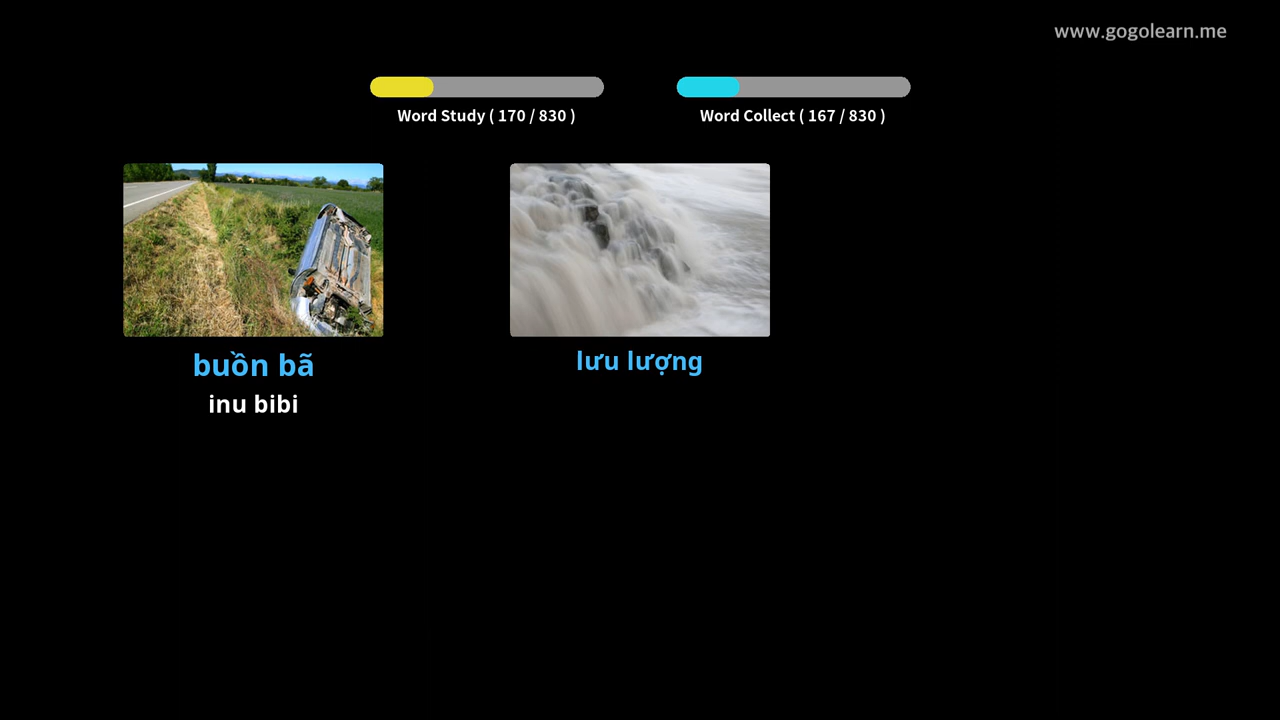 www.gogolearn.me
Word Study ( 170 / 830 )
Word Collect ( 167 / 830 )
buồn bã
inu bibi
lưu lượng